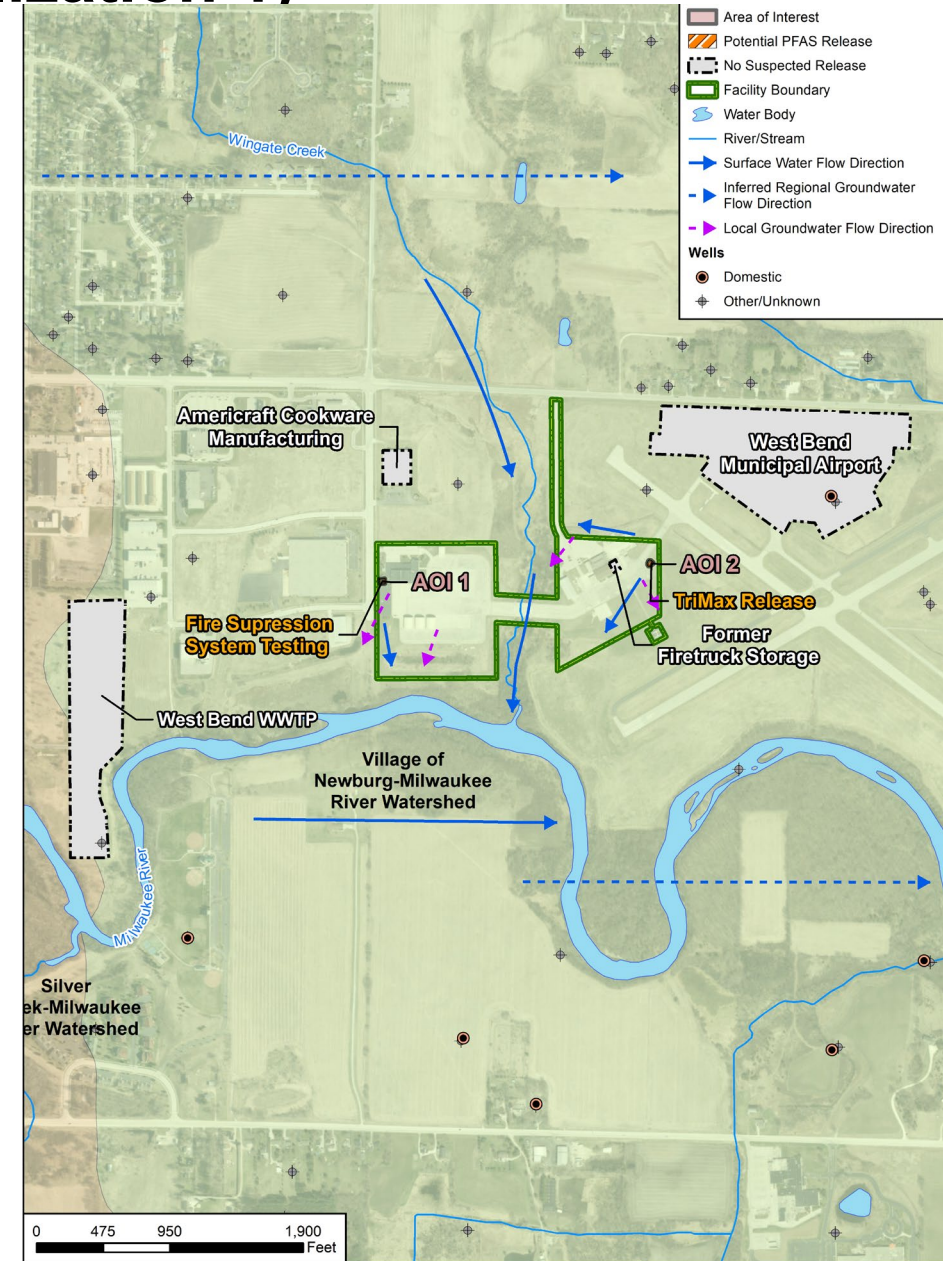 Area of Interest
Potential PFAS Release
No Suspected Release
Facility Boundary
Water Body
River/Stream
Surface Water Flow Direction
Inferred Regional Groundwater
Flow Direction
Local Groundwater Flow Direction
Wells
Domestic
Other/Unknown
Wingate Creek
Americraft Cookware
Manufacturing
West Bend
Municipal Airport
AOI 1
AOI 2
Fire Supression
System Testing
TriMax Release
Former
Firetruck Storage
West Bend WWTP
Village of
Newburg-Milwaukee
River Watershed
Milwaukee River
Silver
ek-Milwaukee
er Watershed
0 475 950 1,900
Feet